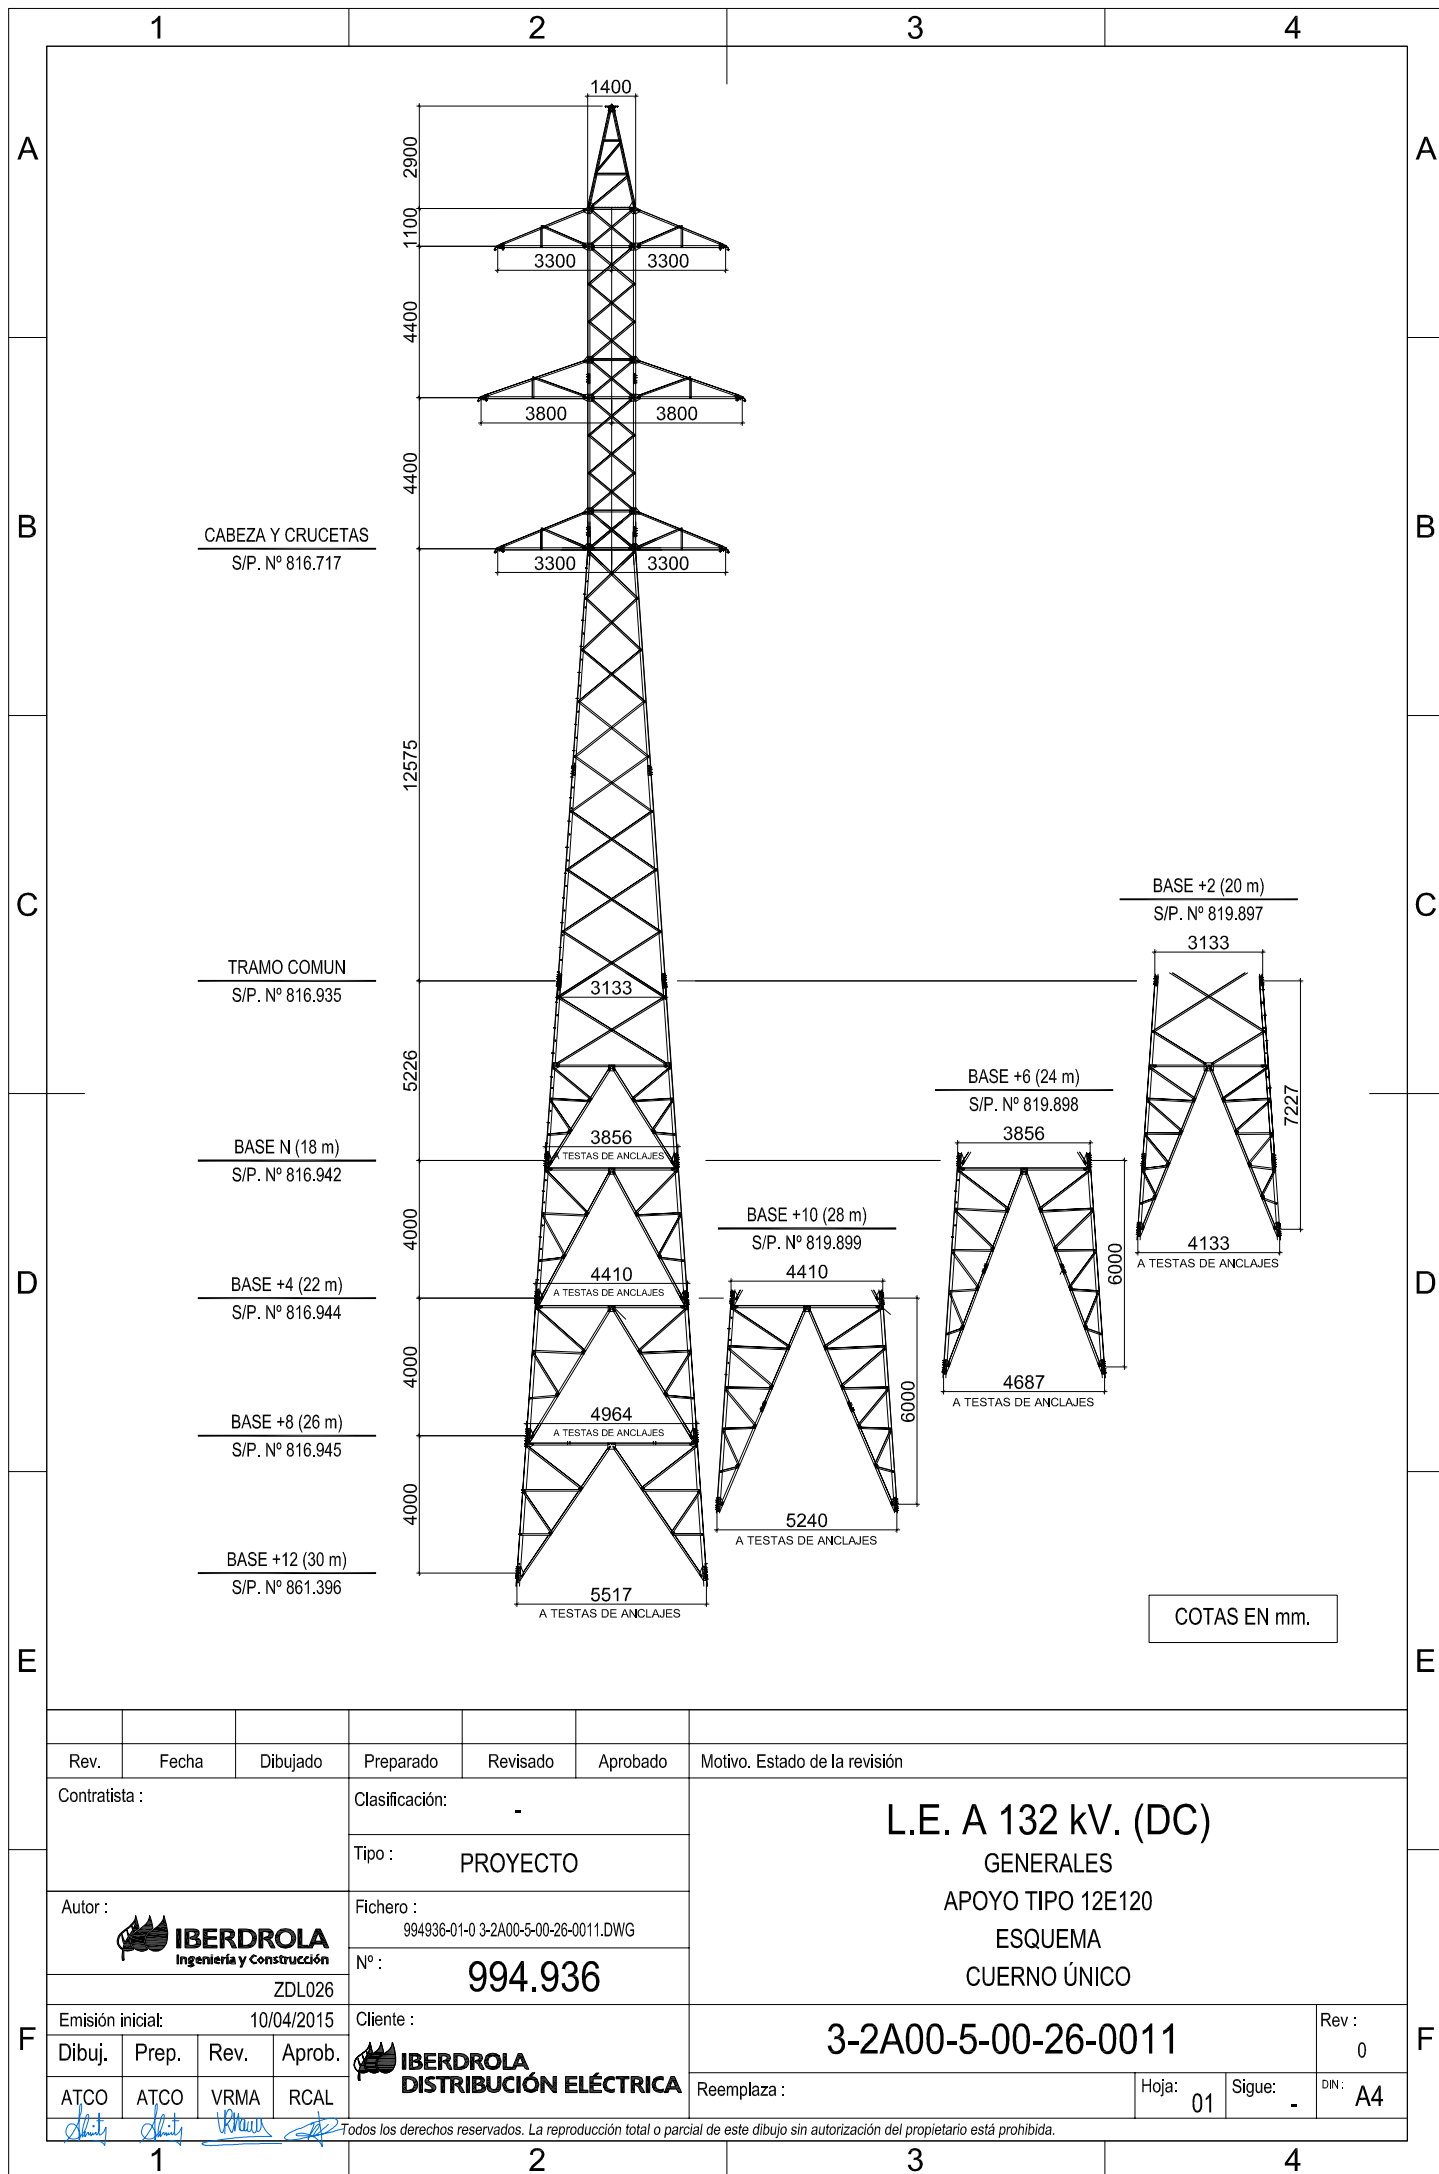 1 2 3 4
A A
B B
C C
D D
E E
F F
1400
2900
1100
3300 3300
4400
3800 3800
4400
CABEZA Y CRUCETAS
S/P. Nº 816.717
3300 3300
12575
TRAMO COMUN
S/P. Nº 816.935
3133
5226
BASE N (18 m)
S/P. Nº 816.942
3856
A TESTAS DE ANCLAJES
4000
BASE +4 (22 m)
S/P. Nº 816.944
4410
A TESTAS DE ANCLAJES
4000
BASE +8 (26 m)
S/P. Nº 816.945
4964
A TESTAS DE ANCLAJES
4000
BASE +12 (30 m)
S/P. Nº 861.396
5517
A TESTAS DE ANCLAJES
BASE +10 (28 m)
S/P. Nº 819.899
4410
6000
5240
A TESTAS DE ANCLAJES
BASE +6 (24 m)
S/P. Nº 819.898
3856
6000
4687
A TESTAS DE ANCLAJES
BASE +2 (20 m)
S/P. Nº 819.897
3133
7227
4133
A TESTAS DE ANCLAJES
COTAS EN mm.
Rev. Fecha Dibujado Preparado Revisado Aprobado Motivo. Estado de la revisión
Contratista :
Clasificación: -
Tipo : PROYECTO
Autor :
IBERDROLA
Ingeniería y Construcción
ZDL026
Fichero :
994936-01-0 3-2A00-5-00-26-0011.DWG
Nº : 994.936
L.E. A 132 kV. (DC)
GENERALES
APOYO TIPO 12E120
ESQUEMA
CUERNO ÚNICO
Emisión inicial: 10/04/2015
Dibuj. Prep. Rev. Aprob.
ATCO ATCO VRMA RCAL
Cliente :
IBERDROLA
DISTRIBUCIÓN ELÉCTRICA
3-2A00-5-00-26-0011
Rev : 0
Reemplaza :
Hoja: 01
Sigue: -
DIN : A4
Todos los derechos reservados. La reproducción total o parcial de este dibujo sin autorización del propietario está prohibida.
1 2 3 4